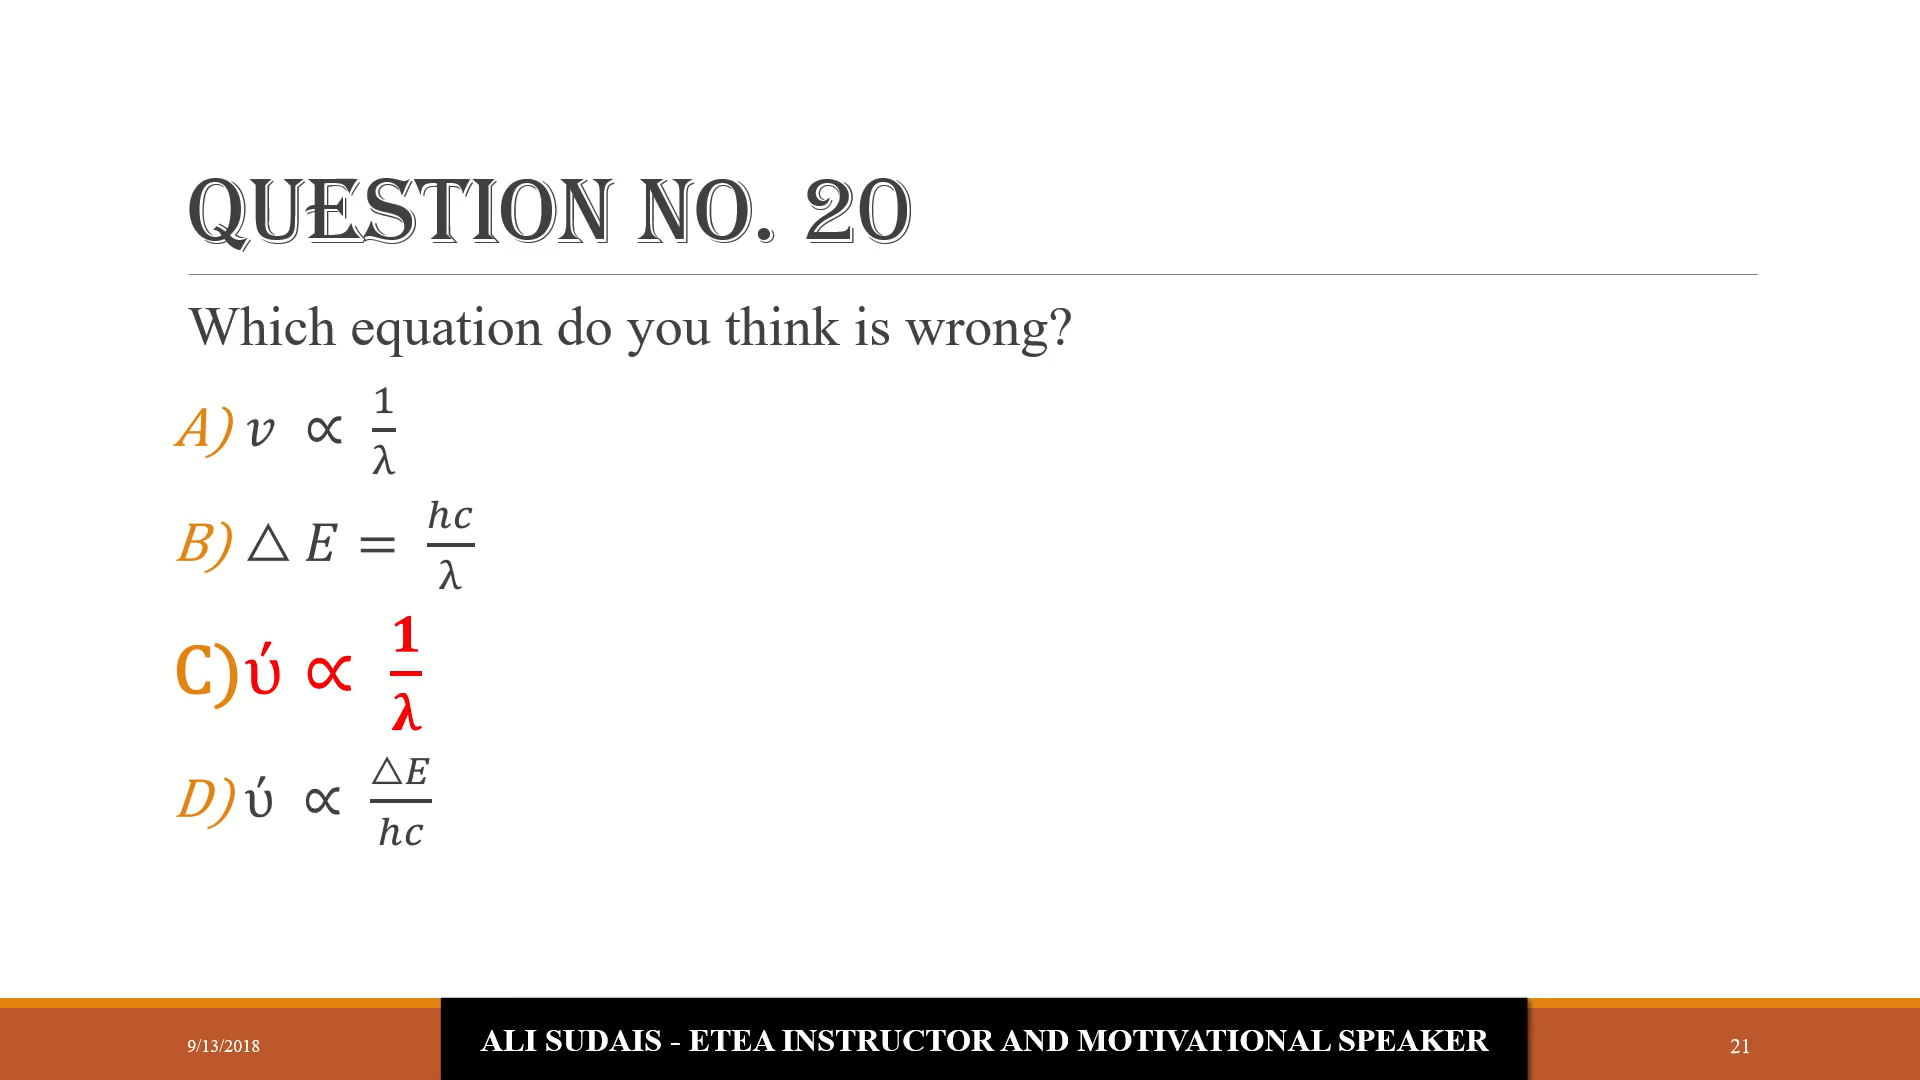 QUESTION NO. 20
Which equation do you think is wrong?
A) v ∝ 1/λ
B) △ E = hc/λ
C) ύ ∝ 1/λ
D) ύ ∝ △E/hc
9/13/2018
ALI SUDAIS - ETEA INSTRUCTOR AND MOTIVATIONAL SPEAKER
21